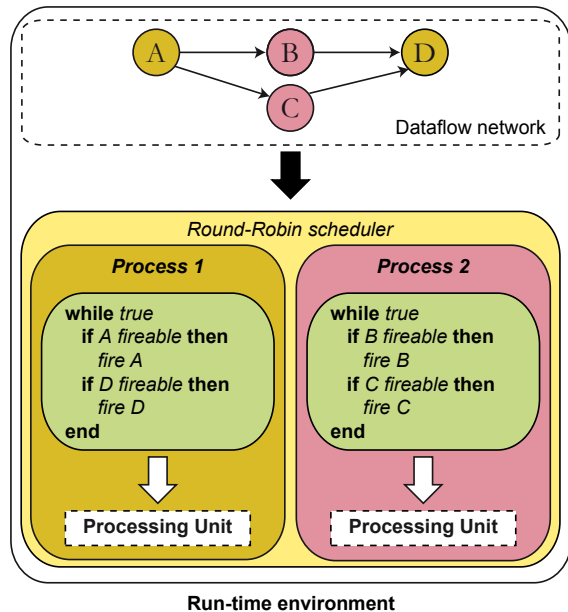 A
B
D
C
Dataflow network
Round-Robin scheduler
Process 1
while true
if A fireable then
fire A
if D fireable then
fire D
end
Processing Unit
Process 2
while true
if B fireable then
fire B
if C fireable then
fire C
end
Processing Unit
Run-time environment